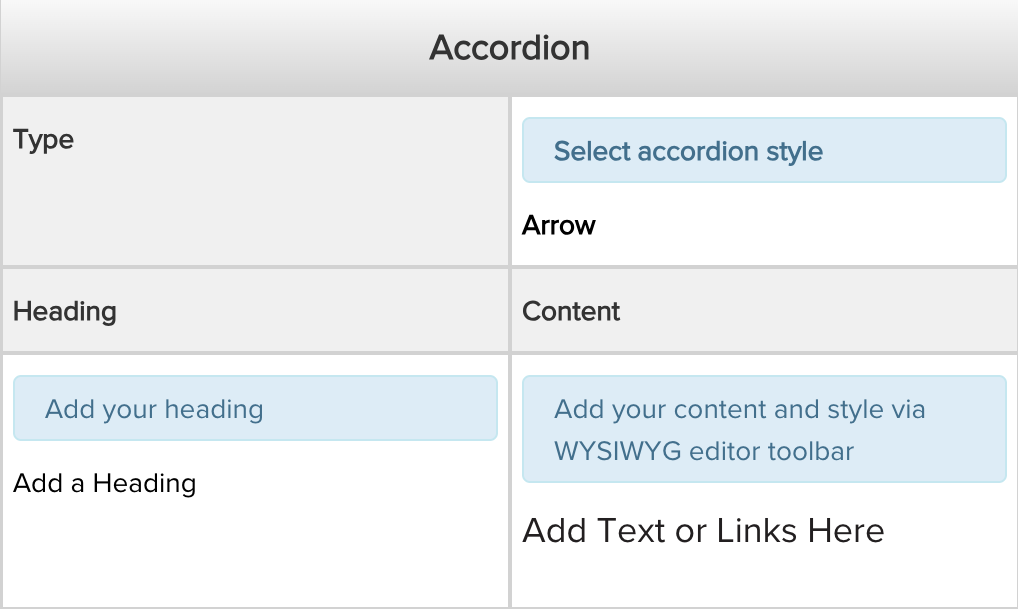 Accordion
Type
Select accordion style
Arrow
Heading
Content
Add your heading
Add a Heading
Add your content and style via
WYSIWYG editor toolbar
Add Text or Links Here